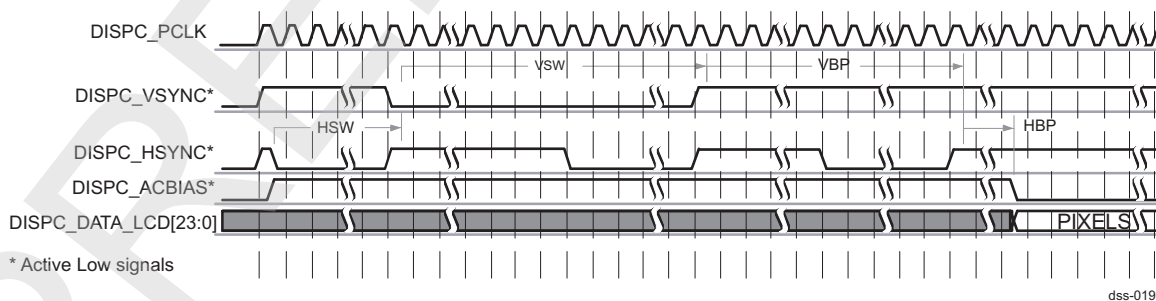 DISPC_PCLK
VSW VBP
DISPC_VSYNC*
HSW HBP
DISPC_HSYNC*
DISPC_ACBIAS*
DISPC_DATA_LCD[23:0] PIXELS
* Active Low signals
dss-019